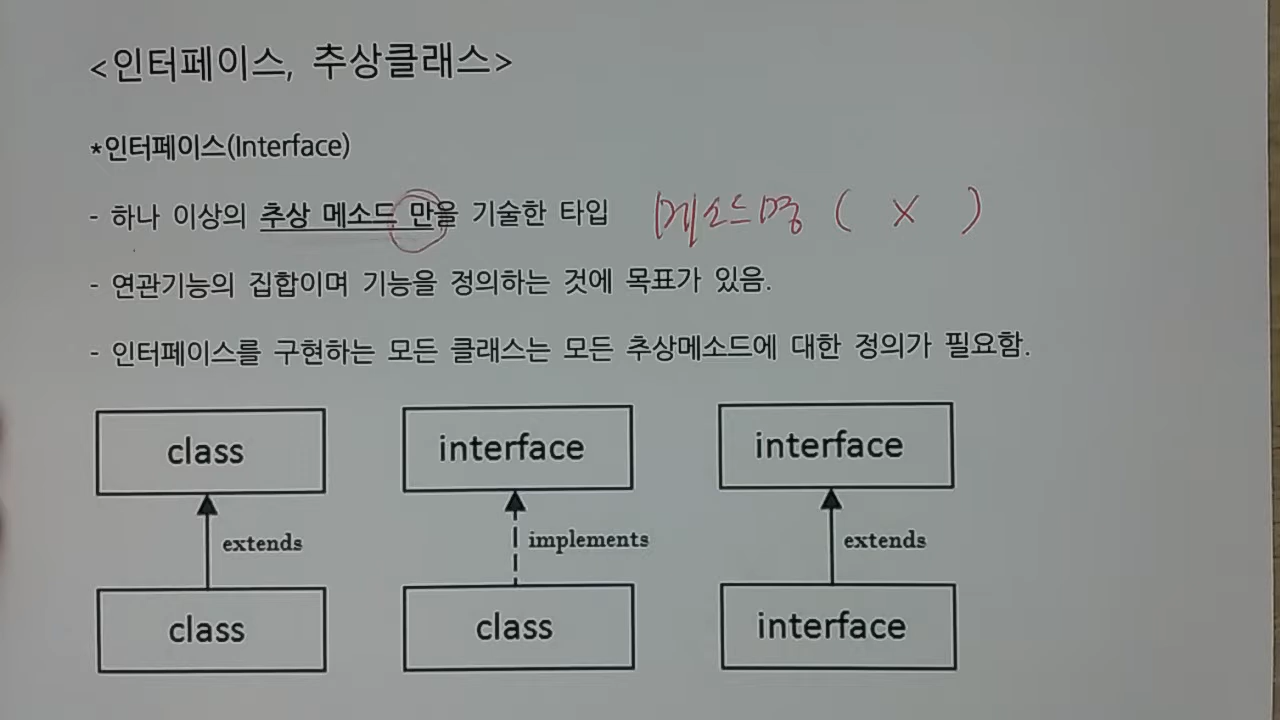 <인터페이스, 추상클래스>
*인터페이스(Interface)
- 하나 이상의 추상 메소드 만을 기술한 타입 메소드명 ( X )
- 연관기능의 집합이며 기능을 정의하는 것에 목표가 있음.
- 인터페이스를 구현하는 모든 클래스는 모든 추상메소드에 대한 정의가 필요함.
class interface interface
extends implements extends
class class interface